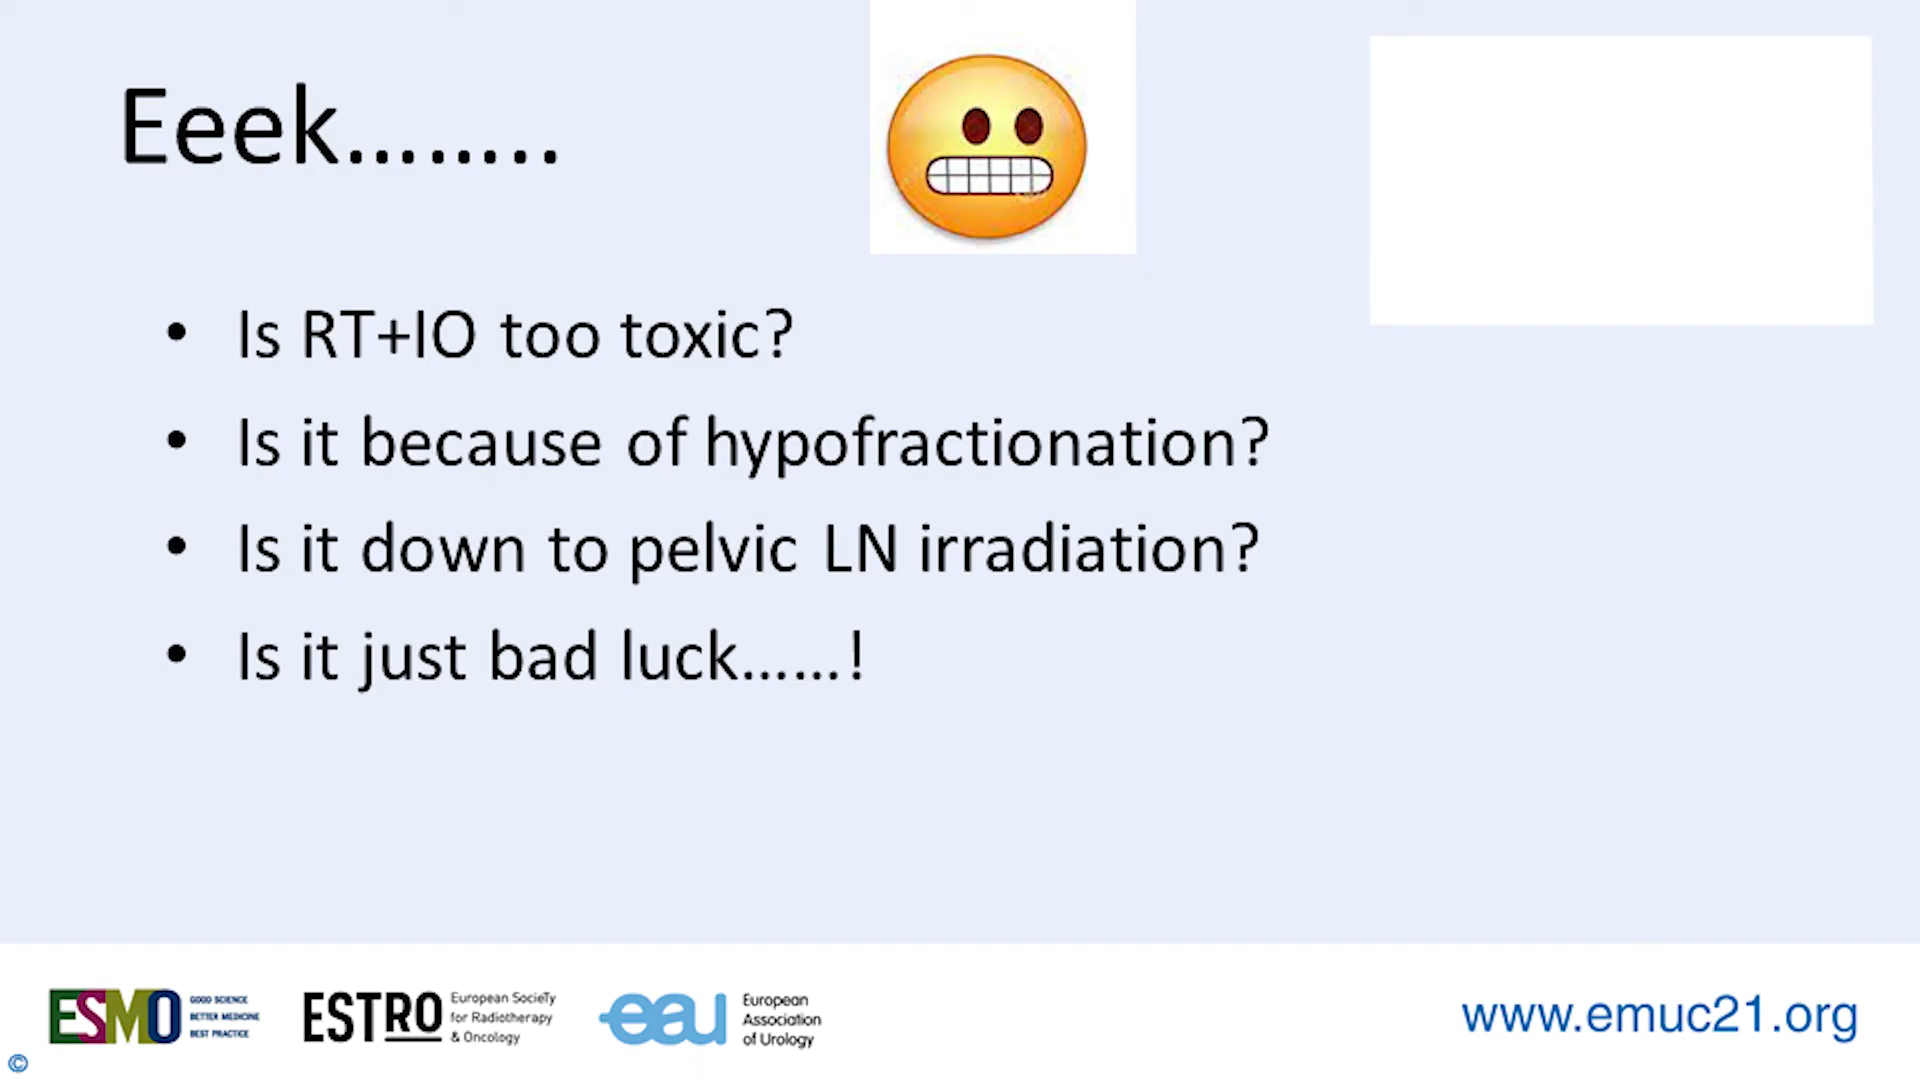 Eeek……..
• Is RT+IO too toxic?
• Is it because of hypofractionation?
• Is it down to pelvic LN irradiation?
• Is it just bad luck……!
ESMO
GOOD SCIENCE
BETTER MEDICINE
BEST PRACTICE
ESTRO
European SocieTy
for Radiotherapy
& Oncology
eau
European
Association
of Urology
www.emuc21.org
©